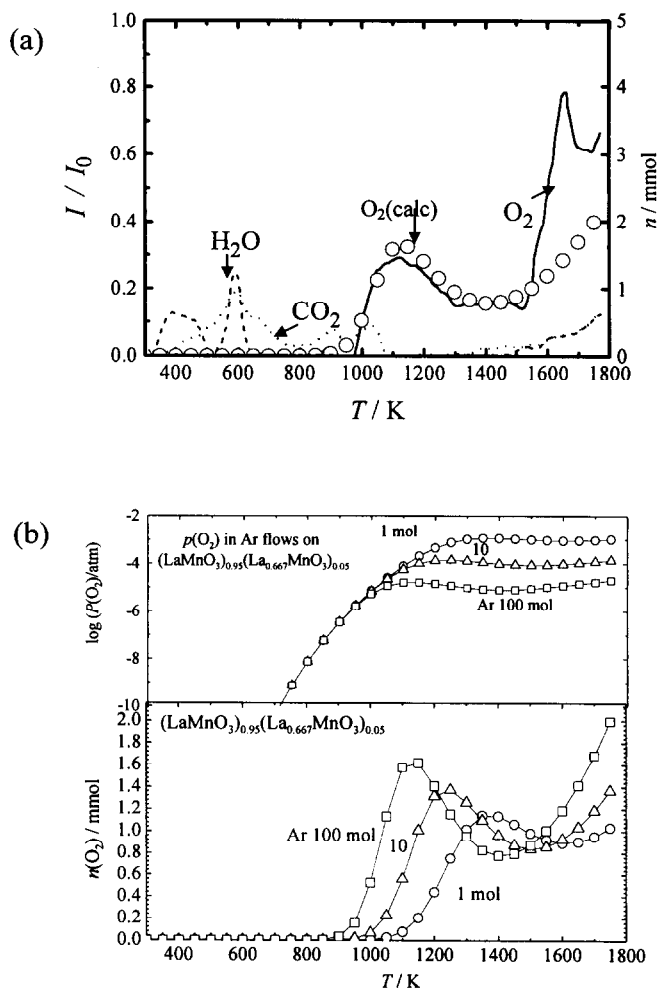 (a)
1.0
0.8
0.6
0.4
0.2
0.0
I / I₀
5
4
3
2
1
0
n / mmol
H₂O
CO₂
O₂(calc)
O₂
400 600 800 1000 1200 1400 1600 1800
T / K
(b)
-2
-4
-6
-8
-10
log (P(O₂)/atm)
p(O₂) in Ar flows on
(LaMnO₃)₀.₉₅(La₀.₆₆₇MnO₃)₀.₀₅
1 mol
10
Ar 100 mol
2.0
1.8
1.6
1.4
1.2
1.0
0.8
0.6
0.4
0.2
0.0
n(O₂) / mmol
(LaMnO₃)₀.₉₅(La₀.₆₆₇MnO₃)₀.₀₅
Ar 100 mol
10
1 mol
400 600 800 1000 1200 1400 1600 1800
T / K